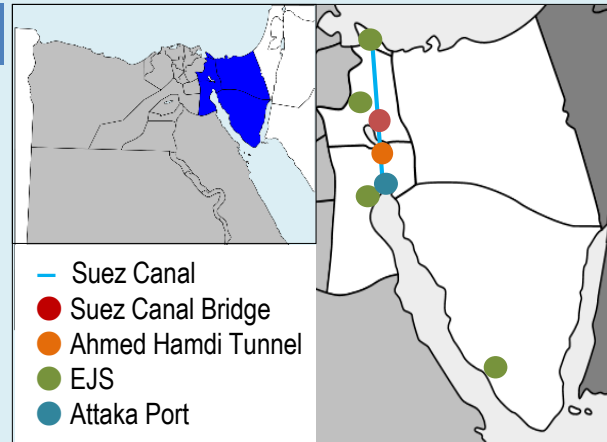 Suez Canal
Suez Canal Bridge
Ahmed Hamdi Tunnel
EJS
Attaka Port